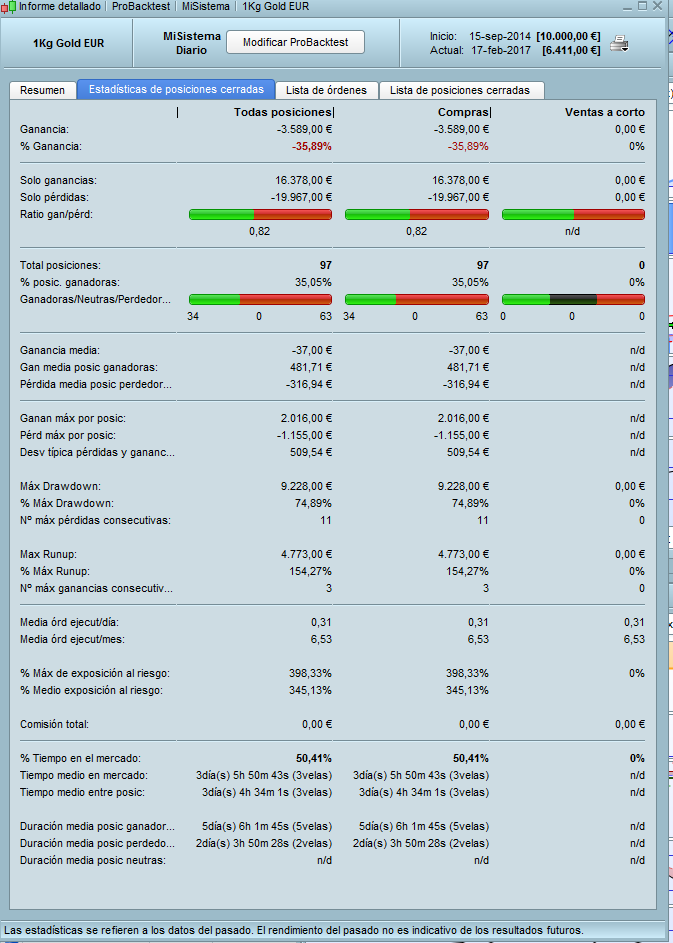 Informe detallado ProBacktest MiSistema 1Kg Gold EUR
1Kg Gold EUR
MiSistema
Diario
Modificar ProBacktest
Inicio: 15-sep-2014 [10.000,00 €]
Actual: 17-feb-2017 [6.411,00 €]
Resumen Estadísticas de posiciones cerradas Lista de órdenes Lista de posiciones cerradas
Todas posiciones Compras Ventas a corto
Ganancia: -3.589,00 € -3.589,00 € 0,00 €
% Ganancia: -35,89% -35,89% 0%
Solo ganancias: 16.378,00 € 16.378,00 € 0,00 €
Solo pérdidas: -19.967,00 € -19.967,00 € 0,00 €
Ratio gan/pérd:
0,82 0,82 n/d
Total posiciones: 97 97 0
% posic. ganadoras: 35,05% 35,05% 0%
Ganadoras/Neutras/Perdedor...
34 0 63 34 0 63 0 0 0
Ganancia media: -37,00 € -37,00 € n/d
Gan media posic ganadoras: 481,71 € 481,71 € n/d
Pérdida media posic perdedor... -316,94 € -316,94 € n/d
Ganan máx por posic: 2.016,00 € 2.016,00 € n/d
Pérd máx por posic: -1.155,00 € -1.155,00 € n/d
Desv típica pérdidas y gananc... 509,54 € 509,54 € n/d
Máx Drawdown: 9.228,00 € 9.228,00 € 0,00 €
% Máx Drawdown: 74,89% 74,89% 0%
Nº máx pérdidas consecutivas: 11 11 0
Max Runup: 4.773,00 € 4.773,00 € 0,00 €
% Máx Runup: 154,27% 154,27% 0%
Nº máx ganancias consecutiv... 3 3 0
Media órd ejecut/día: 0,31 0,31 0,31
Media órd ejecut/mes: 6,53 6,53 6,53
% Máx de exposición al riesgo: 398,33% 398,33% 0%
% Medio exposición al riesgo: 345,13% 345,13%
Comisión total: 0,00 € 0,00 € 0,00 €
% Tiempo en el mercado: 50,41% 50,41% 0%
Tiempo medio en mercado: 3día(s) 5h 50m 43s (3velas) 3día(s) 5h 50m 43s (3velas) n/d
Tiempo medio entre posic: 3día(s) 4h 34m 1s (3velas) 3día(s) 4h 34m 1s (3velas) n/d
Duración media posic ganador... 5día(s) 6h 1m 45s (5velas) 5día(s) 6h 1m 45s (5velas) n/d
Duración media posic perdedo... 2día(s) 3h 50m 28s (2velas) 2día(s) 3h 50m 28s (2velas) n/d
Duración media posic neutras: n/d n/d n/d
Las estadísticas se refieren a los datos del pasado. El rendimiento del pasado no es indicativo de los resultados futuros.